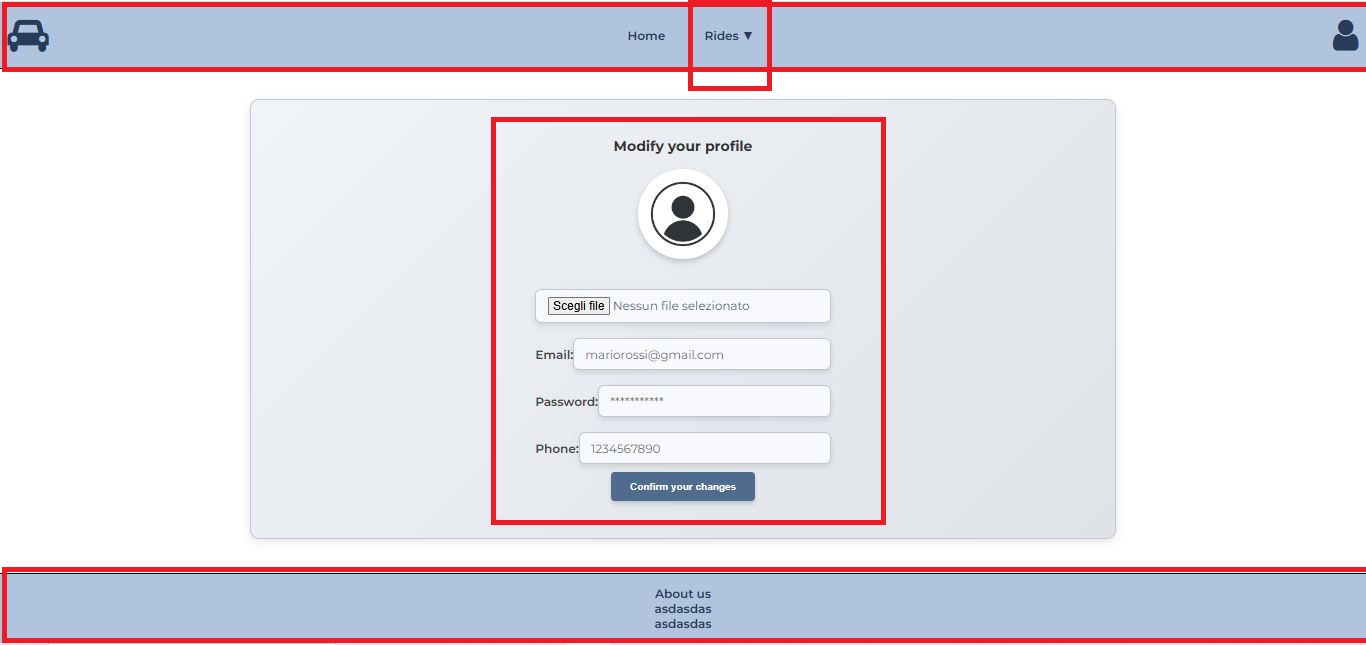 Home
Rides ▼
Modify your profile
Scegli file Nessun file selezionato
Email: mariorossi@gmail.com
Password: ***********
Phone: 1234567890
Confirm your changes
About us
asdasdas
asdasdas